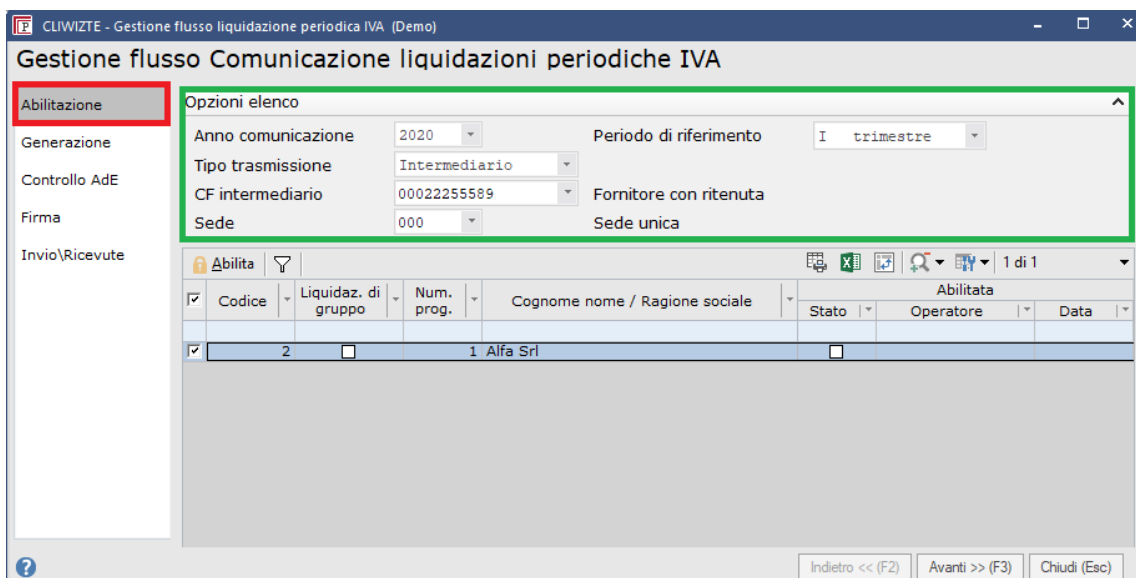 CLIWIZTE - Gestione flusso liquidazione periodica IVA (Demo)
Gestione flusso Comunicazione liquidazioni periodiche IVA
Abilitazione
Generazione
Controllo AdE
Firma
Invio\Ricevute
Opzioni elenco
Anno comunicazione 2020 Periodo di riferimento I trimestre
Tipo trasmissione Intermediario
CF intermediario 00022255589 Fornitore con ritenuta
Sede 000 Sede unica
Abilita 1 di 1
Codice Liquidaz. di gruppo Num. prog. Cognome nome / Ragione sociale Abilitata
Stato Operatore Data
2 1 Alfa Srl
Indietro << (F2) Avanti >> (F3) Chiudi (Esc)